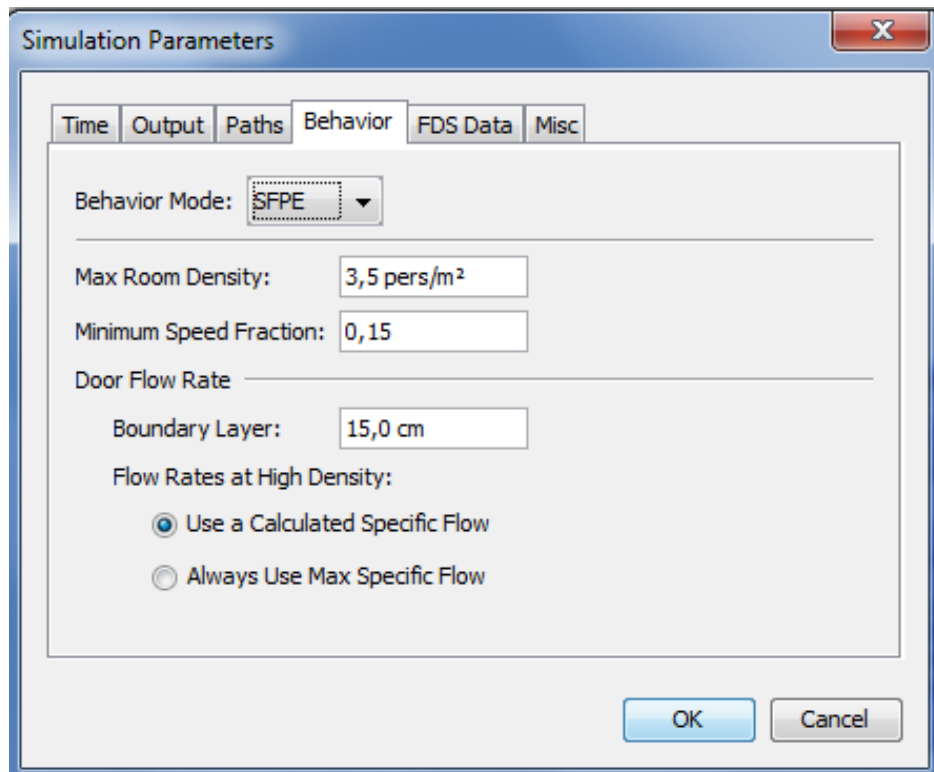 Simulation Parameters
Time Output Paths Behavior FDS Data Misc
Behavior Mode: SFPE
Max Room Density: 3,5 pers/m²
Minimum Speed Fraction: 0,15
Door Flow Rate
Boundary Layer: 15,0 cm
Flow Rates at High Density:
Use a Calculated Specific Flow
Always Use Max Specific Flow
OK Cancel